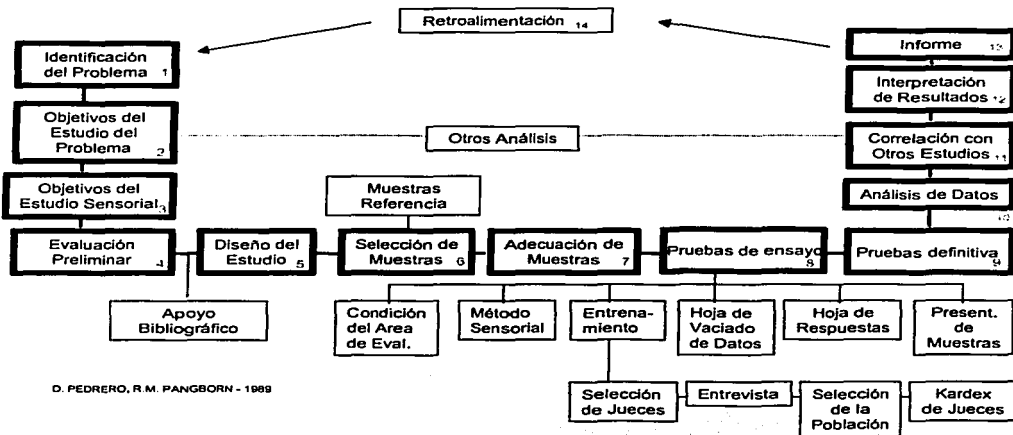 Retroalimentación 14
Identificación
del Problema 1
Objetivos del
Estudio del
Problema 2
Objetivos del
Estudio Sensorial 3
Evaluación
Preliminar 4
Apoyo
Bibliográfico
Diseño del
Estudio 5
Muestras
Referencia
Selección de
Muestras 6
Adecuación de
Muestras 7
Pruebas de ensayo
8
Pruebas definitiva
9
Análisis de Datos
10
Correlación con
Otros Estudios 11
Interpretación
de Resultados 12
Informe 13
Otros Análisis
Condición
del Area
de Eval.
Método
Sensorial
Entrena-
miento
Hoja de
Vaciado
de Datos
Hoja de
Respuestas
Present.
de
Muestras
Selección
de Jueces
Entrevista
Selección
de la
Población
Kardex
de Jueces
D. PEDRERO, R.M. PANGBORN - 1989